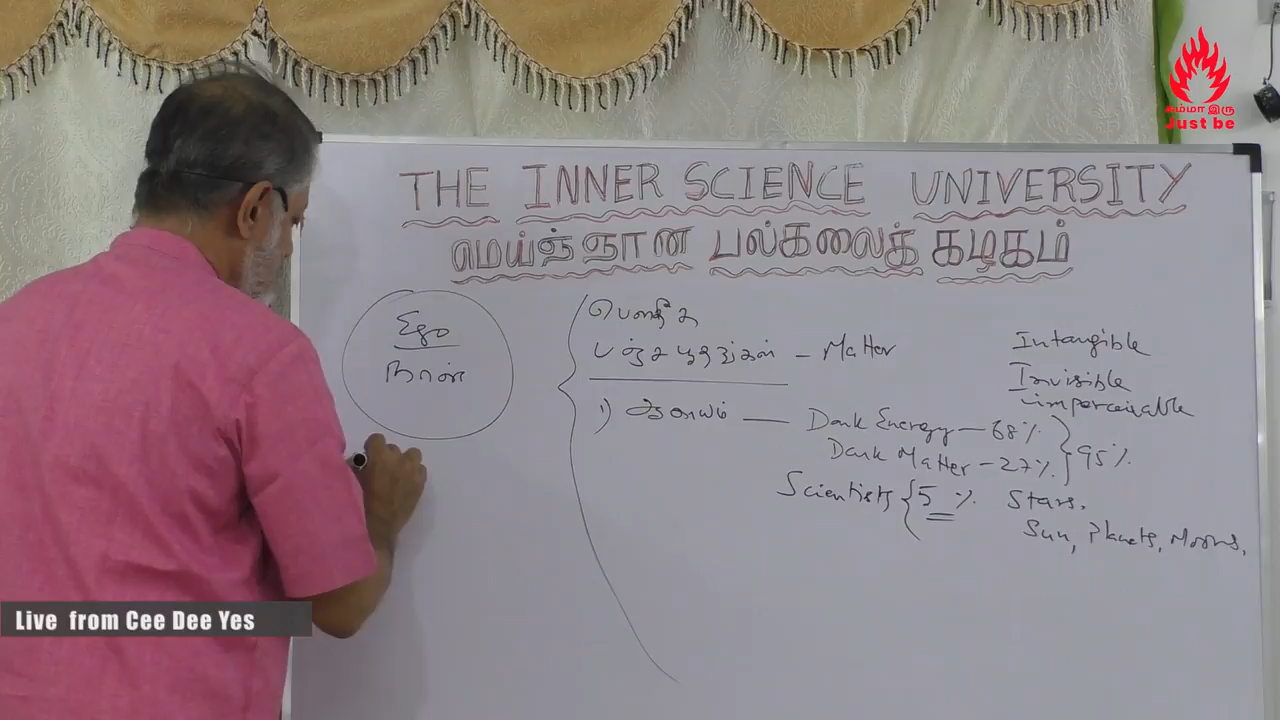 சும்மா இரு
Just be
THE INNER SCIENCE UNIVERSITY
மெய்ஞ்ஞான பல்கலைக் கழகம்
Ego
நான்
பௌதீக
பஞ்சபூதங்கள் – Matter
1) ஆகாயம் — Dark Energy – 68%
Dark Matter – 27%
95%
Intangible
Invisible
imperceivable
Scientists { 5 % Stars.
Sun, Planets, Moons,
Live from Cee Dee Yes